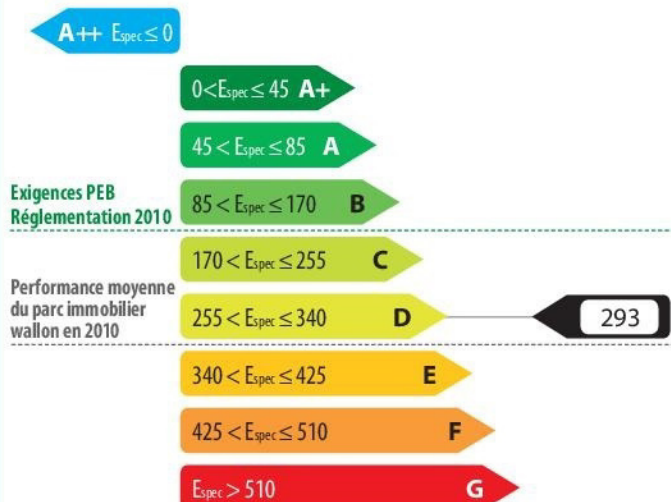 A++ Espec ≤ 0
0<Espec ≤ 45 A+
45 < Espec ≤ 85 A
Exigences PEB
Réglementation 2010
85 < Espec ≤ 170 B
170 < Espec ≤ 255 C
Performance moyenne
du parc immobilier
wallon en 2010
255 < Espec ≤ 340 D
293
340 < Espec ≤ 425 E
425 < Espec ≤ 510 F
Espec > 510 G